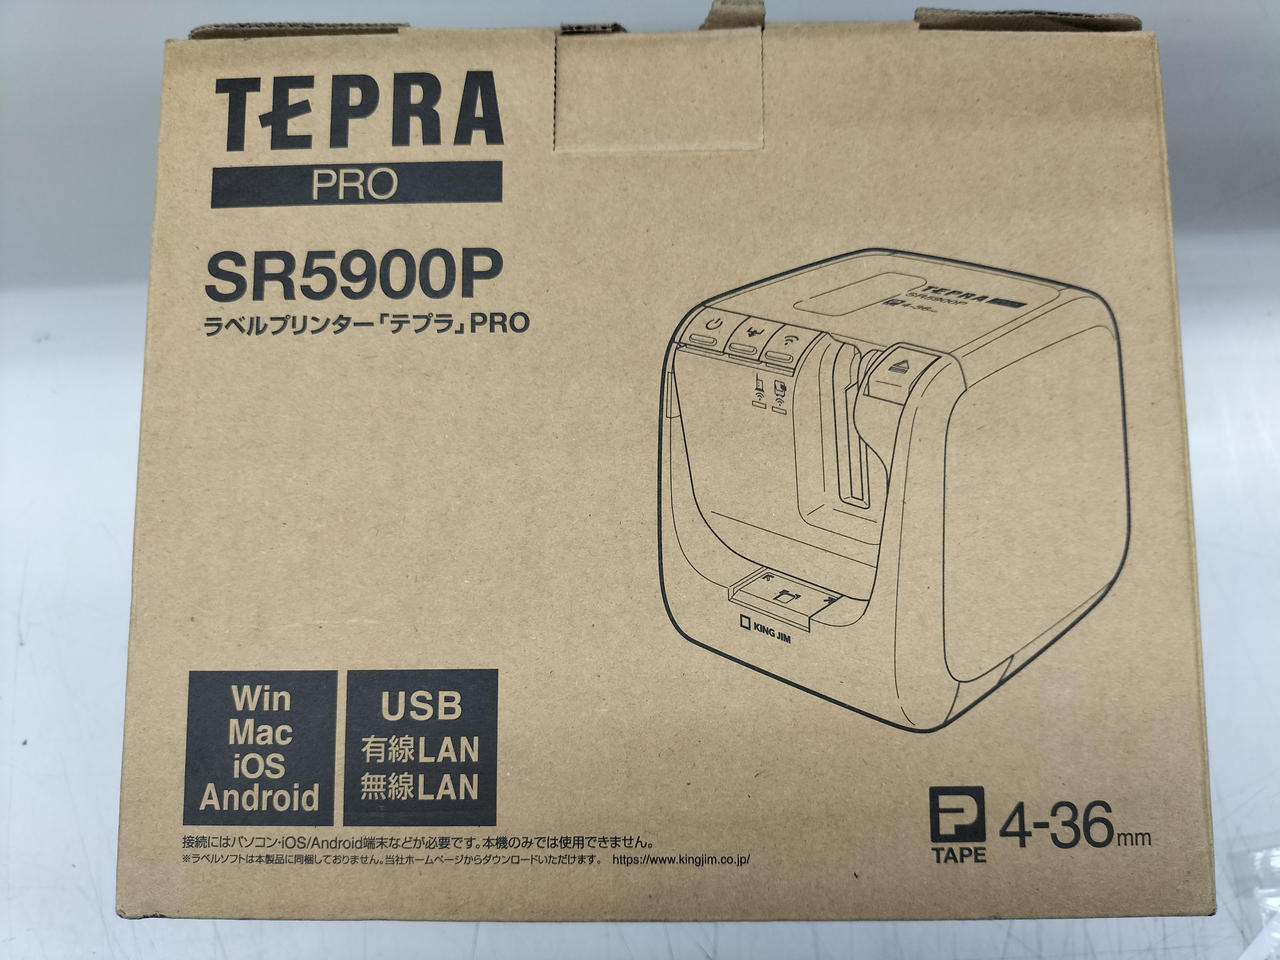 TEPRA
PRO
SR5900P
ラベルプリンター「テプラ」PRO
TEPRA
SR5900P
4-36mm
KING JIM
Win
Mac
iOS
Android
USB
有線LAN
無線LAN
接続にはパソコン・iOS/Android端末などが必要です。本機のみでは使用できません。
※ラベルソフトは本製品に同梱しておりません。当社ホームページからダウンロードいただけます。 https://www.kingjim.co.jp/
P
TAPE
4-36mm